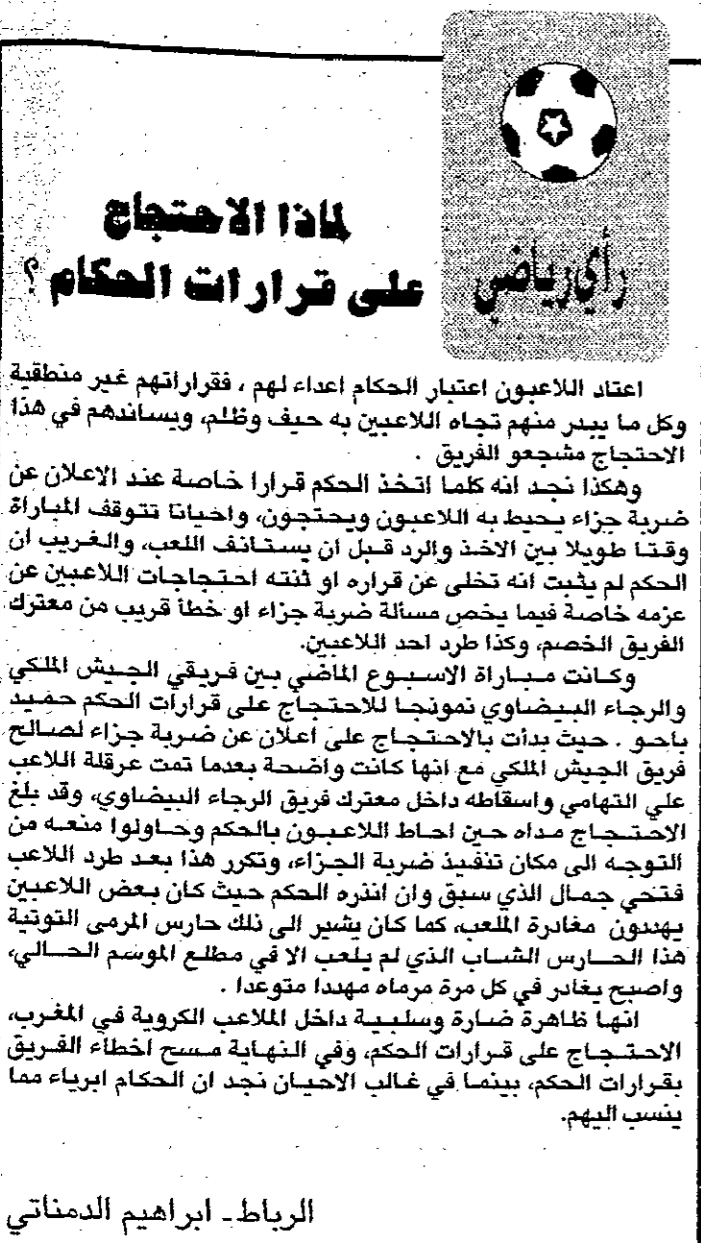 رأي رياضي
لماذا الاحتجاج
على قرارات الحكام ؟
اعتاد اللاعبون اعتبار الحكام اعداء لهم ، فقراراتهم غير منطقية
وكل ما يبدر منهم تجاه اللاعبين به حيف وظلم، ويساندهم في هذا
الاحتجاج مشجعو الفريق .
وهكذا نجد انه كلما اتخذ الحكم قرارا خاصة عند الاعلان عن
ضربة جزاء يحيط به اللاعبون ويحتجون، واحيانا تتوقف المباراة
وقتا طويلا بين الاخذ والرد قبل أن يستانف اللعب، والغريب ان
الحكم لم يثبت انه تخلى عن قراره او ثنته احتجاجات اللاعبين عن
عزمه خاصة فيما يخص مسألة ضربة جزاء او خطأ قريب من معترك
الفريق الخصم، وكذا طرد احد اللاعبين.
وكانت مباراة الاسبوع الماضي بين فريقي الجيش الملكي
والرجاء البيضاوي نموذجا للاحتجاج على قرارات الحكم حميد
باحو . حيث بدأت بالاحتجاج على اعلان عن ضربة جزاء لصالح
فريق الجيش الملكي مع انها كانت واضحة بعدما تمت عرقلة اللاعب
علي التهامي واسقاطه داخل معترك فريق الرجاء البيضاوي، وقد بلغ
الاحتجاج مداه حين احاط اللاعبون بالحكم وحاولوا منعه من
التوجه الى مكان تنفيذ ضربة الجزاء، وتكرر هذا بعد طرد اللاعب
فتحي جمال الذي سبق وان انذره الحكم حيث كان بعض اللاعبين
يهددون مغادرة الملعب، كما كان يشير الى ذلك حارس المرمى التوتية
هذا الحارس الشاب الذي لم يلعب الا في مطلع الموسم الحالي،
واصبح يغادر في كل مرة مرماه مهددا متوعدا .
انها ظاهرة ضارة وسلبية داخل الملاعب الكروية في المغرب،
الاحتجاج على قرارات الحكم، وفي النهاية مسح اخطاء الفريق
بقرارات الحكم، بينما في غالب الاحيان نجد ان الحكام ابرياء مما
ينسب اليهم.
الرباط ـ ابراهيم الدمناتي